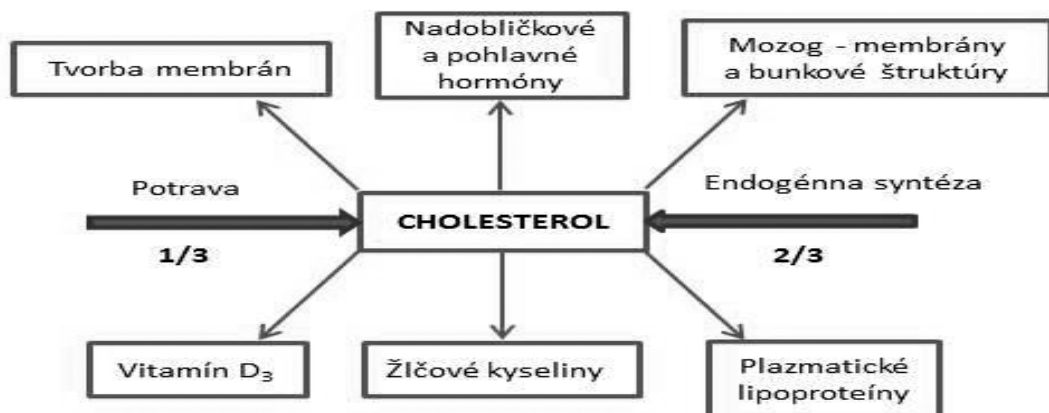 Tvorba membrán
Nadobličkové
a pohlavné
hormóny
Mozog - membrány
a bunkové štruktúry
Potrava
1/3
CHOLESTEROL
Endogénna syntéza
2/3
Vitamín D₃
Žlčové kyseliny
Plazmatické
lipoproteíny